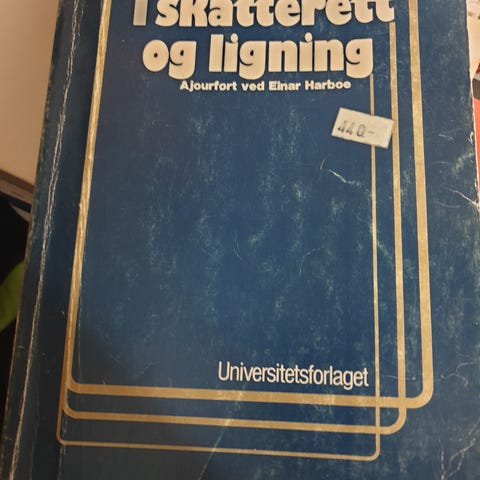 i skatterett
og ligning
Ajourført ved Einar Harboe
440.-
Universitetsforlaget